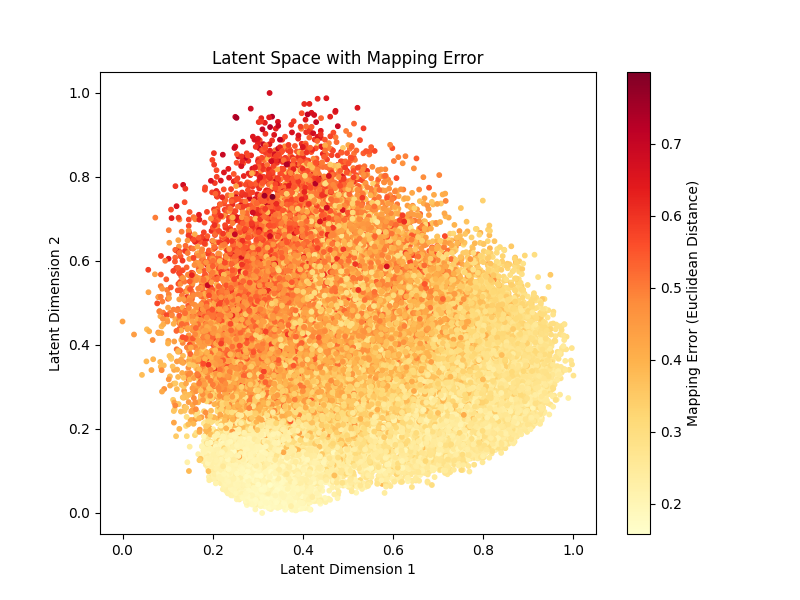 Latent Space with Mapping Error
1.0
0.8
0.6
0.4
0.2
0.0
Latent Dimension 2
0.0 0.2 0.4 0.6 0.8 1.0
Latent Dimension 1
0.7
0.6
0.5
0.4
0.3
0.2
Mapping Error (Euclidean Distance)